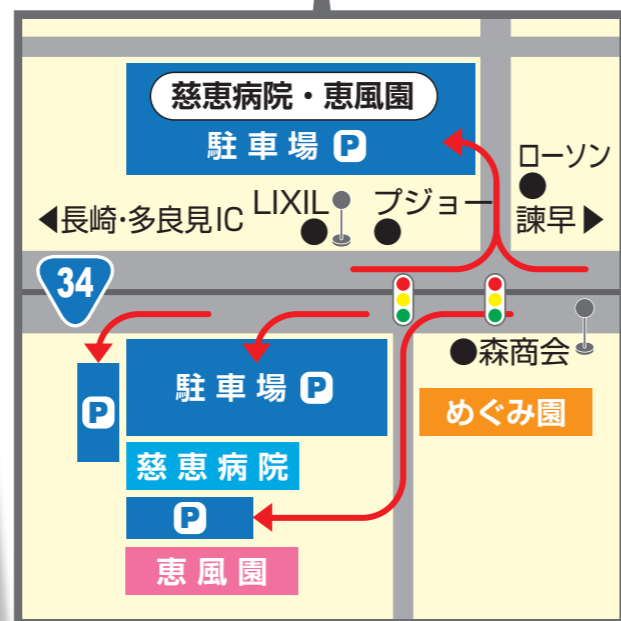 慈恵病院・恵風園
駐車場 P
ローソン
◀長崎・多良見IC
LIXIL
プジョー
諫早▶
34
●森商会
P
駐車場 P
めぐみ園
慈恵病院
P
恵風園